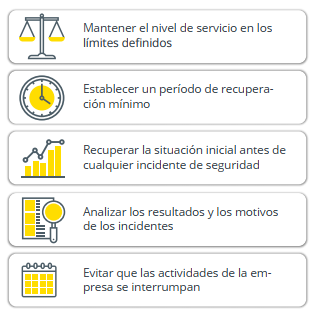 Mantener el nivel de servicio en los
límites definidos
Establecer un período de recupera-
ción mínimo
Recuperar la situación inicial antes de
cualquier incidente de seguridad
Analizar los resultados y los motivos
de los incidentes
Evitar que las actividades de la em-
presa se interrumpan